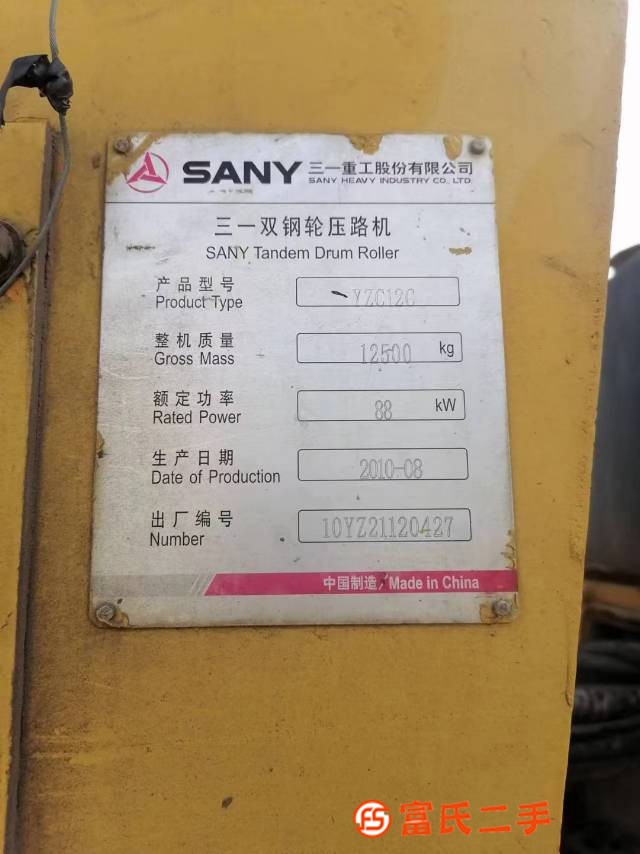 SANY 三一重工股份有限公司
SANY HEAVY INDUSTRY CO., LTD.
三一双钢轮压路机
SANY Tandem Drum Roller
产品型号
Product Type YZC12C
整机质量
Gross Mass 12500 kg
额定功率
Rated Power 88 kW
生产日期
Date of Production 2010-08
出厂编号
Number 10YZ21120427
中国制造/Made in China
FS 富氏二手